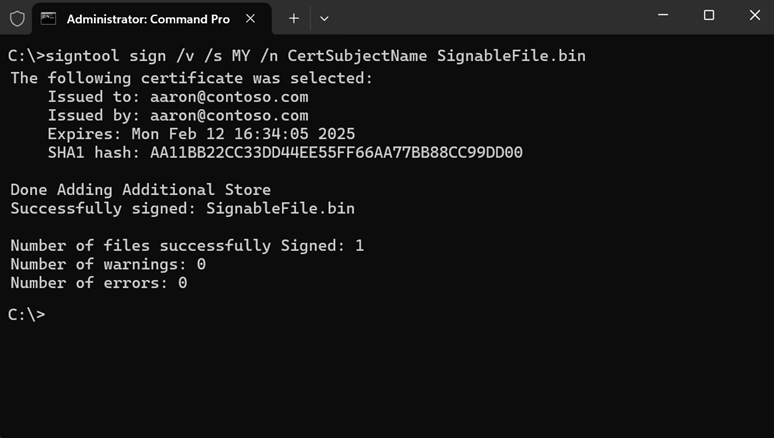 Administrator: Command Pro
C:\>signtool sign /v /s MY /n CertSubjectName SignableFile.bin
The following certificate was selected:
Issued to: aaron@contoso.com
Issued by: aaron@contoso.com
Expires: Mon Feb 12 16:34:05 2025
SHA1 hash: AA11BB22CC33DD44EE55FF66AA77BB88CC99DD00
Done Adding Additional Store
Successfully signed: SignableFile.bin
Number of files successfully Signed: 1
Number of warnings: 0
Number of errors: 0
C:\>